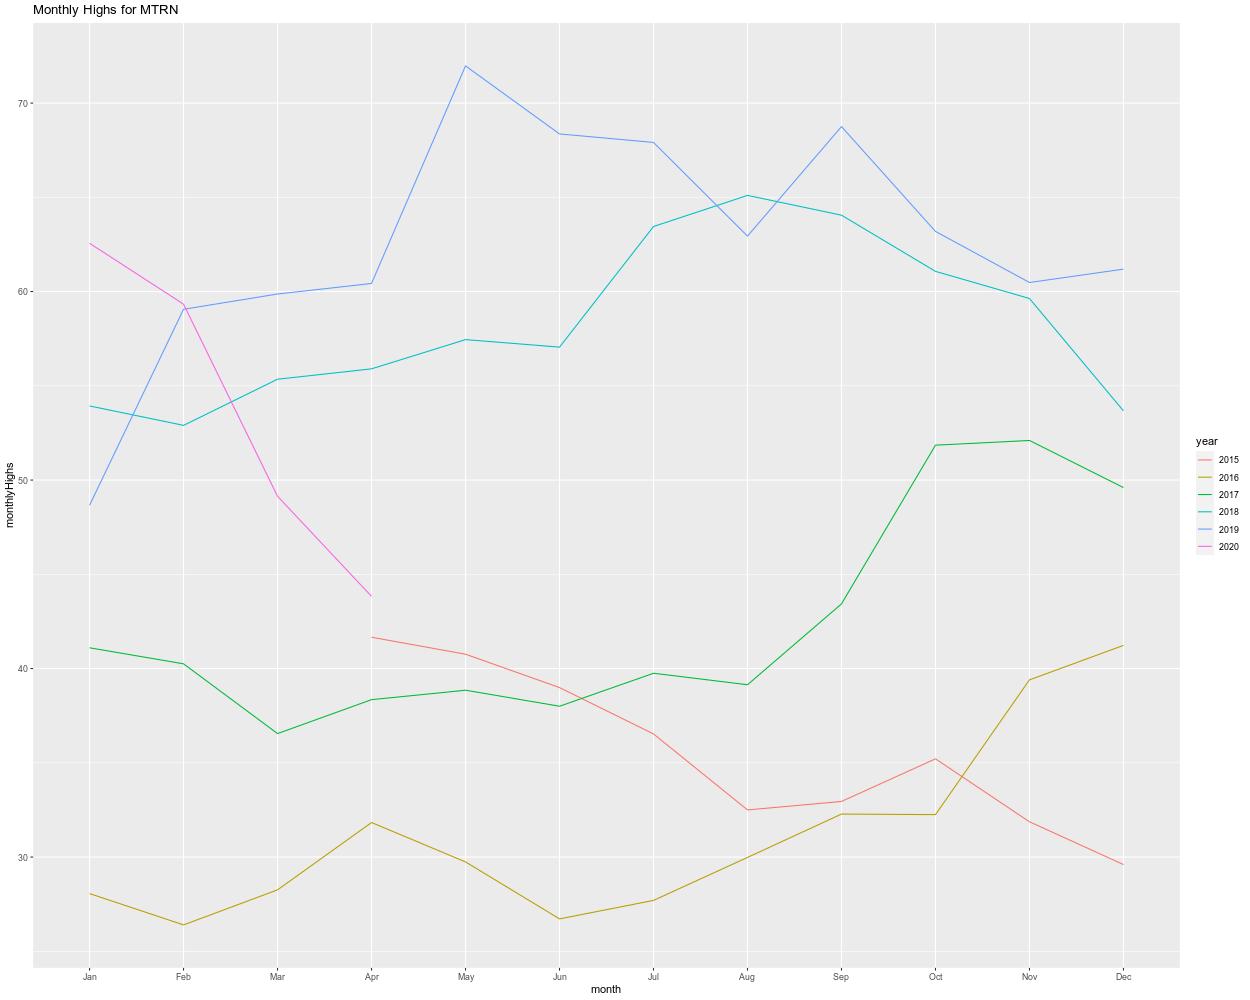 Monthly Highs for MTRN
70
60
50
40
30
monthlyHighs
Jan Feb Mar Apr May Jun Jul Aug Sep Oct Nov Dec
month
year
2015
2016
2017
2018
2019
2020